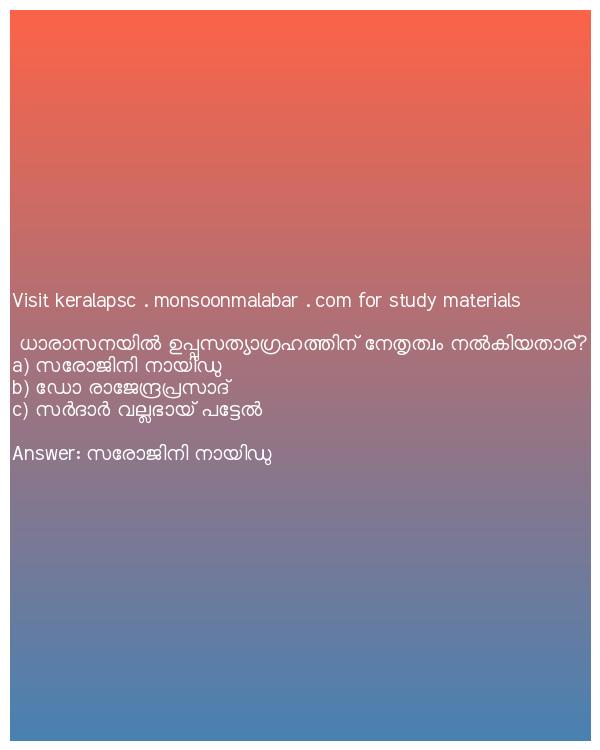 Visit keralapsc . monsoonmalabar . com for study materials
ധാരാസനയിൽ ഉപ്പുസത്യാഗ്രഹത്തിന് നേതൃത്വം നൽകിയതാര്?
a) സരോജിനി നായിഡു
b) ഡോ രാജേന്ദ്രപ്രസാദ്
c) സർദാർ വല്ലഭായ് പട്ടേൽ
Answer: സരോജിനി നായിഡു